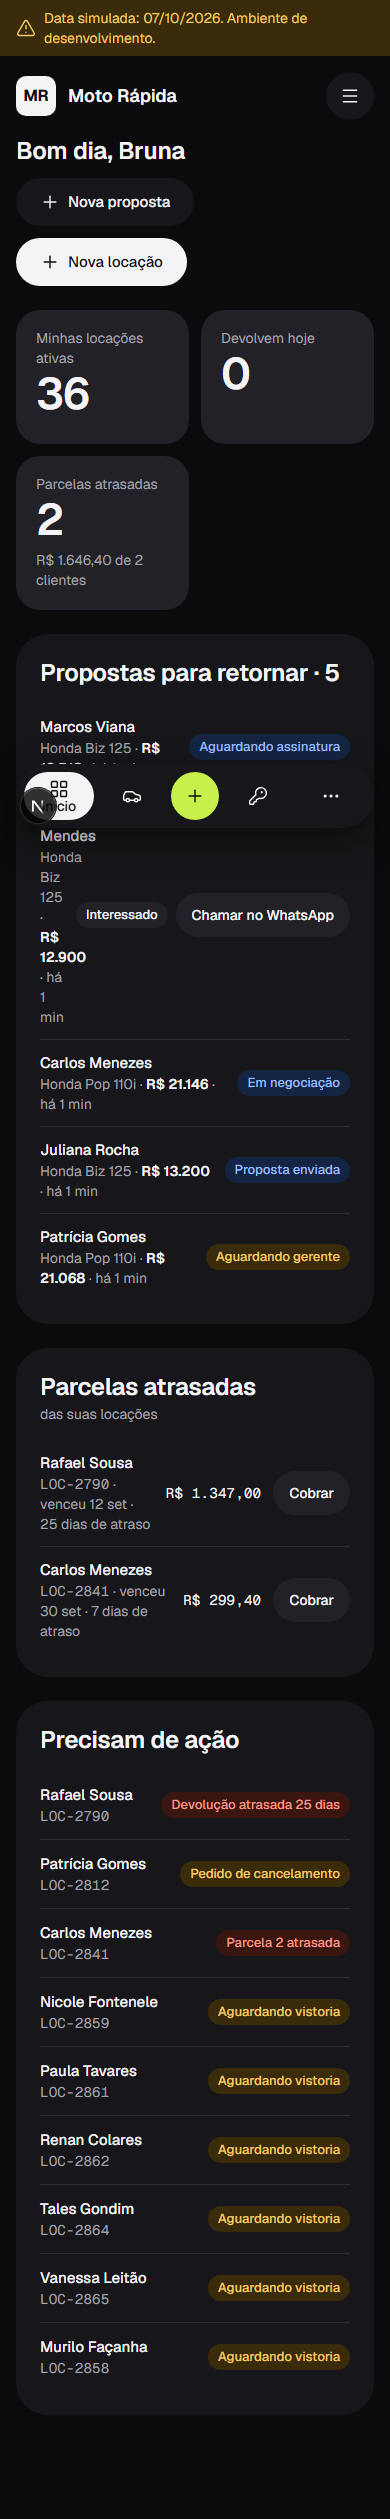 Data simulada: 07/10/2026. Ambiente de
desenvolvimento.
MR
Moto Rápida
Bom dia, Bruna
Nova proposta
Nova locação
Minhas locações
ativas
36
Devolvem hoje
0
Parcelas atrasadas
2
R$ 1.646,40 de 2
clientes
Propostas para retornar · 5
Marcos Viana
Honda Biz 125 · R$
Aguardando assinatura
N
Início
Mendes
Honda
Biz
125
·
R$
12.900
· há
1
min
Interessado
Chamar no WhatsApp
Carlos Menezes
Honda Pop 110i · R$ 21.146 ·
há 1 min
Em negociação
Juliana Rocha
Honda Biz 125 · R$ 13.200
· há 1 min
Proposta enviada
Patrícia Gomes
Honda Pop 110i · R$
21.068 · há 1 min
Aguardando gerente
Parcelas atrasadas
das suas locações
Rafael Sousa
LOC-2790 ·
venceu 12 set ·
25 dias de atraso
R$ 1.347,00
Cobrar
Carlos Menezes
LOC-2841 · venceu
30 set · 7 dias de
atraso
R$ 299,40
Cobrar
Precisam de ação
Rafael Sousa
LOC-2790
Devolução atrasada 25 dias
Patrícia Gomes
LOC-2812
Pedido de cancelamento
Carlos Menezes
LOC-2841
Parcela 2 atrasada
Nicole Fontenele
LOC-2859
Aguardando vistoria
Paula Tavares
LOC-2861
Aguardando vistoria
Renan Colares
LOC-2862
Aguardando vistoria
Tales Gondim
LOC-2864
Aguardando vistoria
Vanessa Leitão
LOC-2865
Aguardando vistoria
Murilo Façanha
LOC-2858
Aguardando vistoria